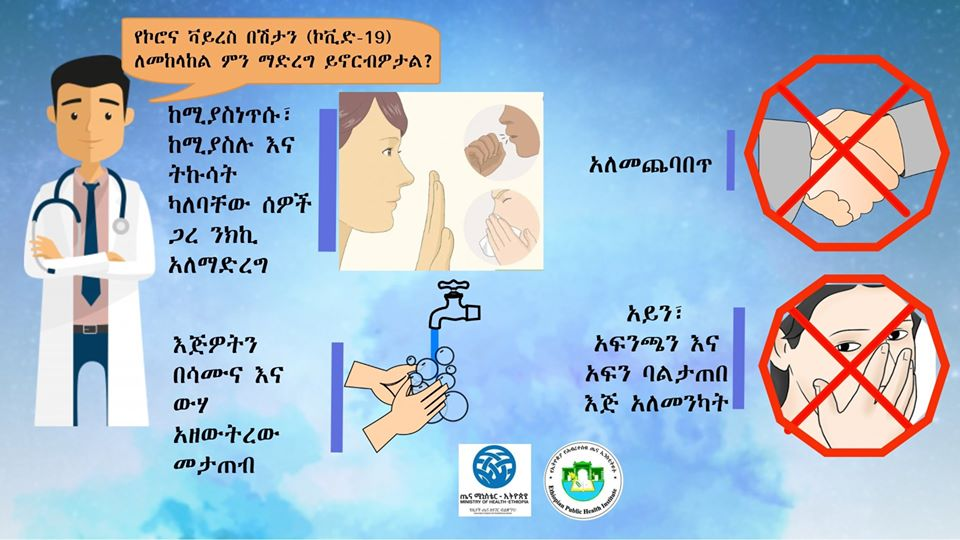 የኮሮና ቫይረስ በሽታን (ኮቪድ-19)
ለመከላከል ምን ማድረግ ይኖርብዎታል?
ከሚያስነጥሱ፣
ከሚያስሉ እና
ትኩሳት
ካለባቸው ሰዎች
ጋረ ንክኪ
አለማድረግ
አለመጨባበጥ
እጅዎትን
በሳሙና እና
ውሃ
አዘውትረው
መታጠብ
አይን፣
አፍንጫን እና
አፍን ባልታጠበ
እጅ አለመንካት
ጤና ሚኒስቴር - ኢትዮጵያ
MINISTRY OF HEALTH-ETHIOPIA
Ethiopian Public Health Institute